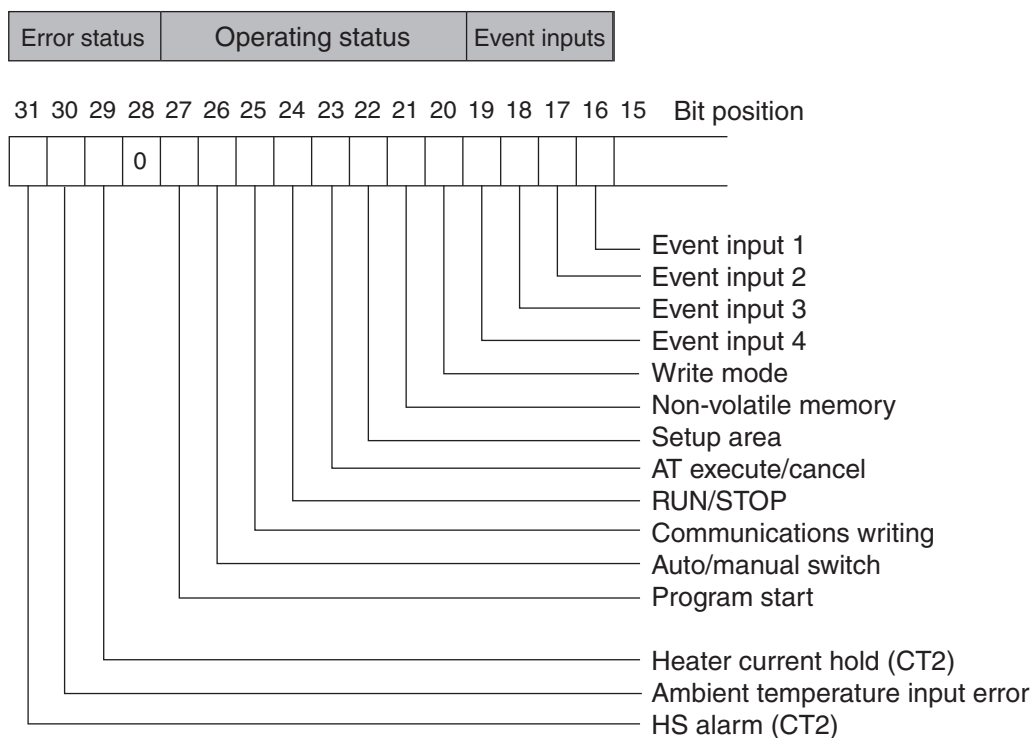 Error status Operating status Event inputs
31 30 29 28 27 26 25 24 23 22 21 20 19 18 17 16 15 Bit position
0
Event input 1
Event input 2
Event input 3
Event input 4
Write mode
Non-volatile memory
Setup area
AT execute/cancel
RUN/STOP
Communications writing
Auto/manual switch
Program start
Heater current hold (CT2)
Ambient temperature input error
HS alarm (CT2)